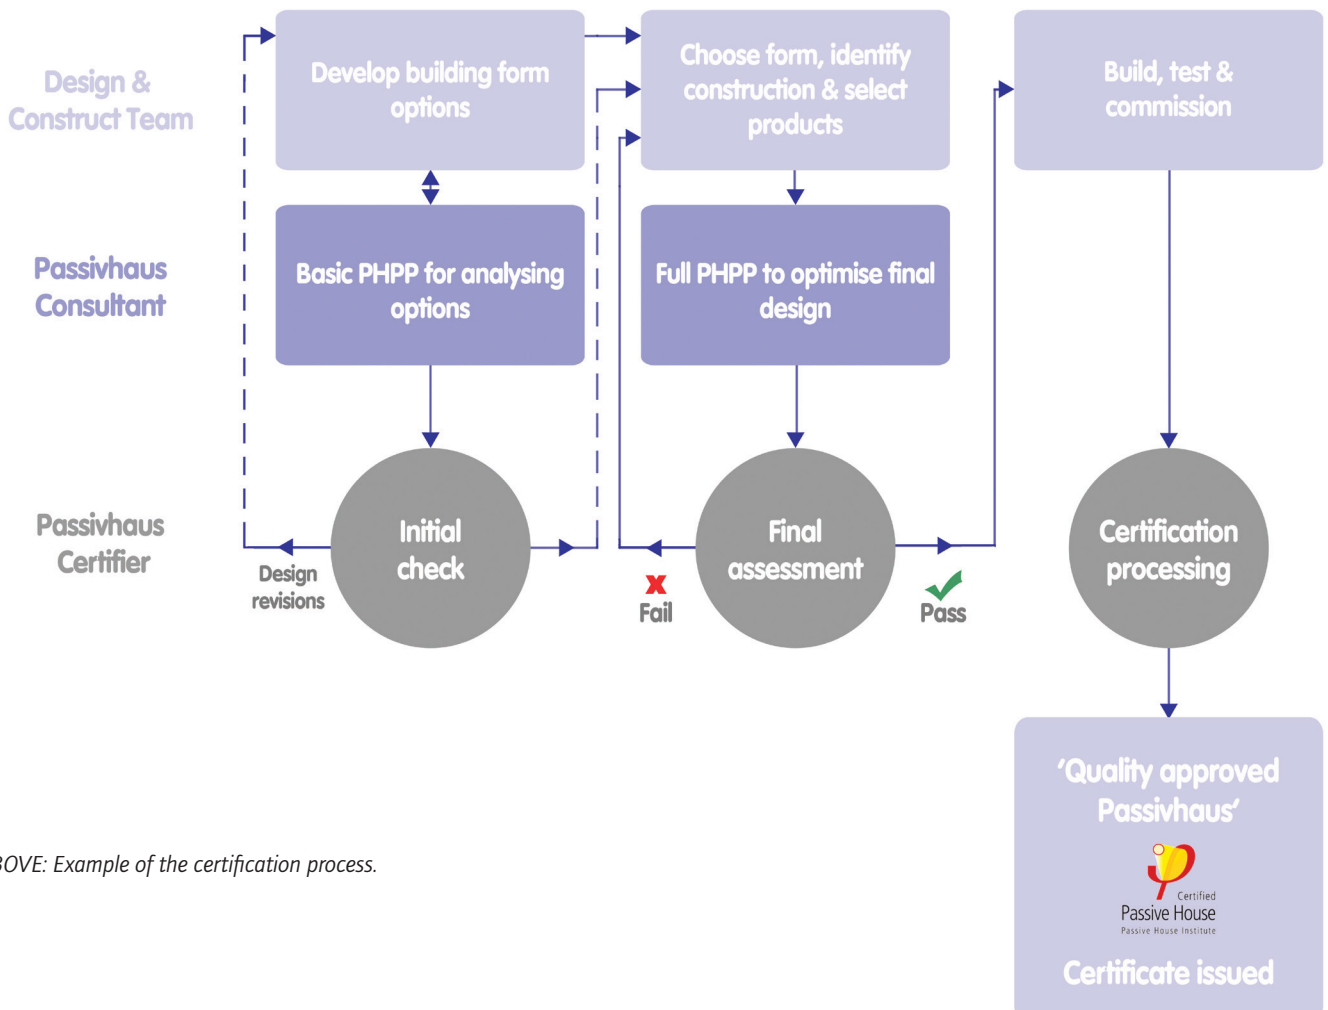 Design &
Construct Team
Develop building form
options
Choose form, identify
construction & select
products
Build, test &
commission
Passivhaus
Consultant
Basic PHPP for analysing
options
Full PHPP to optimise final
design
Passivhaus
Certifier
Initial
check
Design
revisions
Final
assessment
Fail
Pass
Certification
processing
'Quality approved
Passivhaus'
Certified
Passive House
Passive House Institute
Certificate issued
BOVE: Example of the certification process.